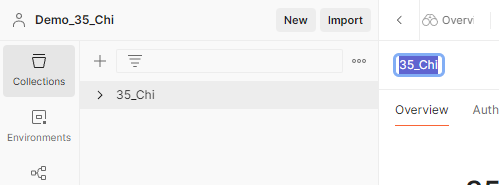 Demo_35_Chi
New
Import
Overvi
Collections
35_Chi
35_Chi
Environments
Overview
Auth